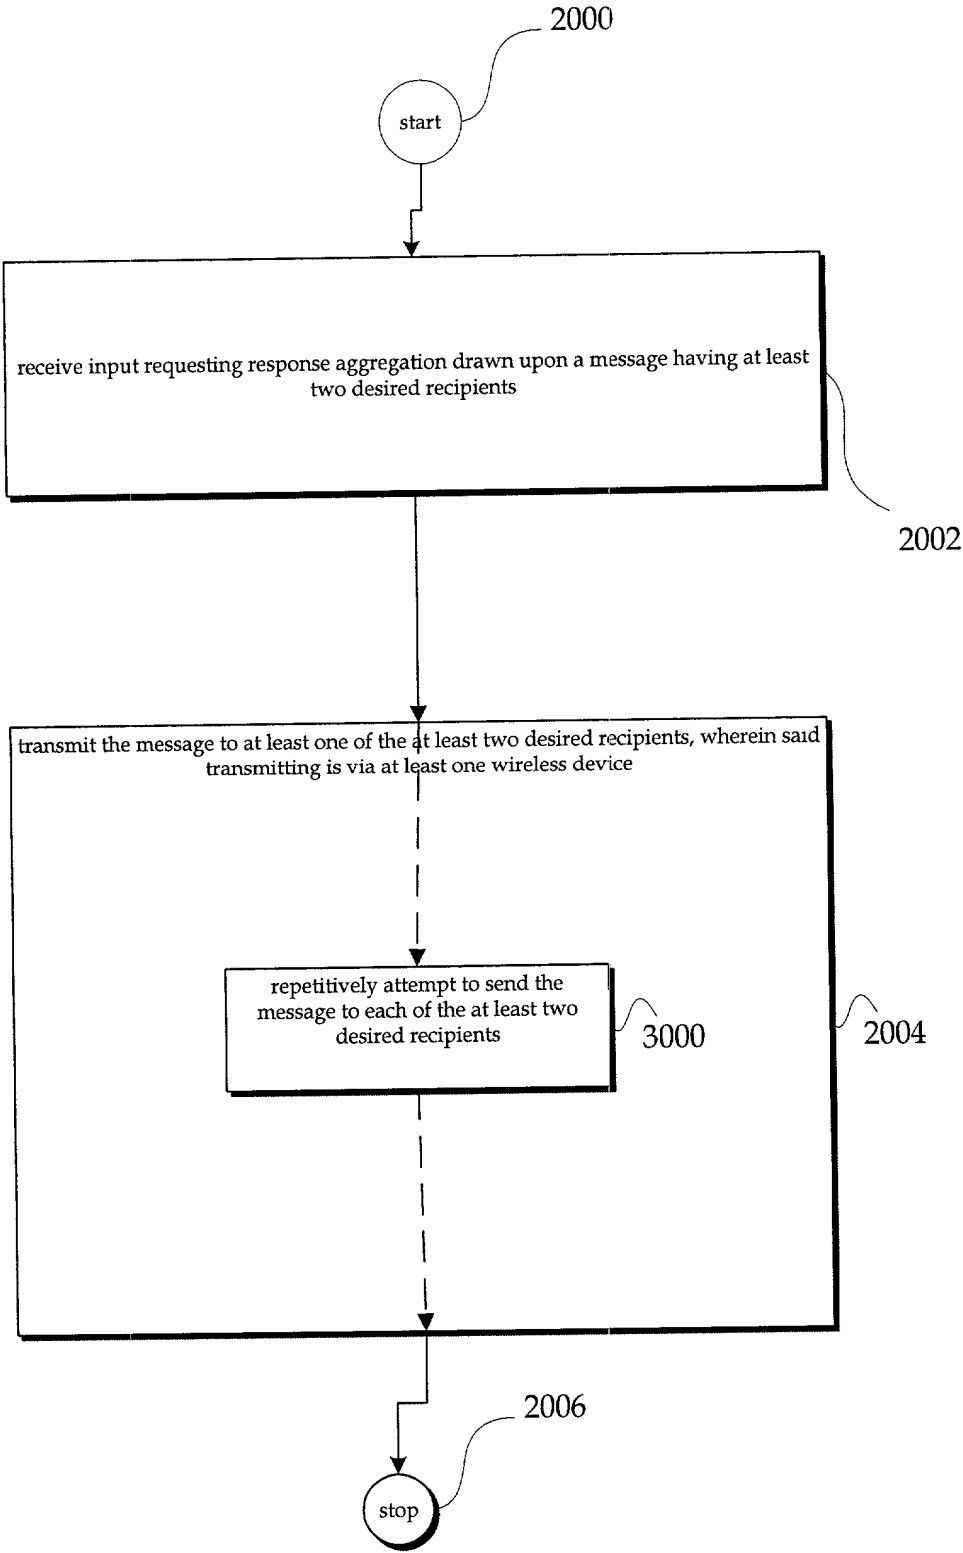 2000
start
receive input requesting response aggregation drawn upon a message having at least
two desired recipients
2002
transmit the message to at least one of the at least two desired recipients, wherein said
transmitting is via at least one wireless device
repetitively attempt to send the
message to each of the at least two
desired recipients
3000
2004
2006
stop